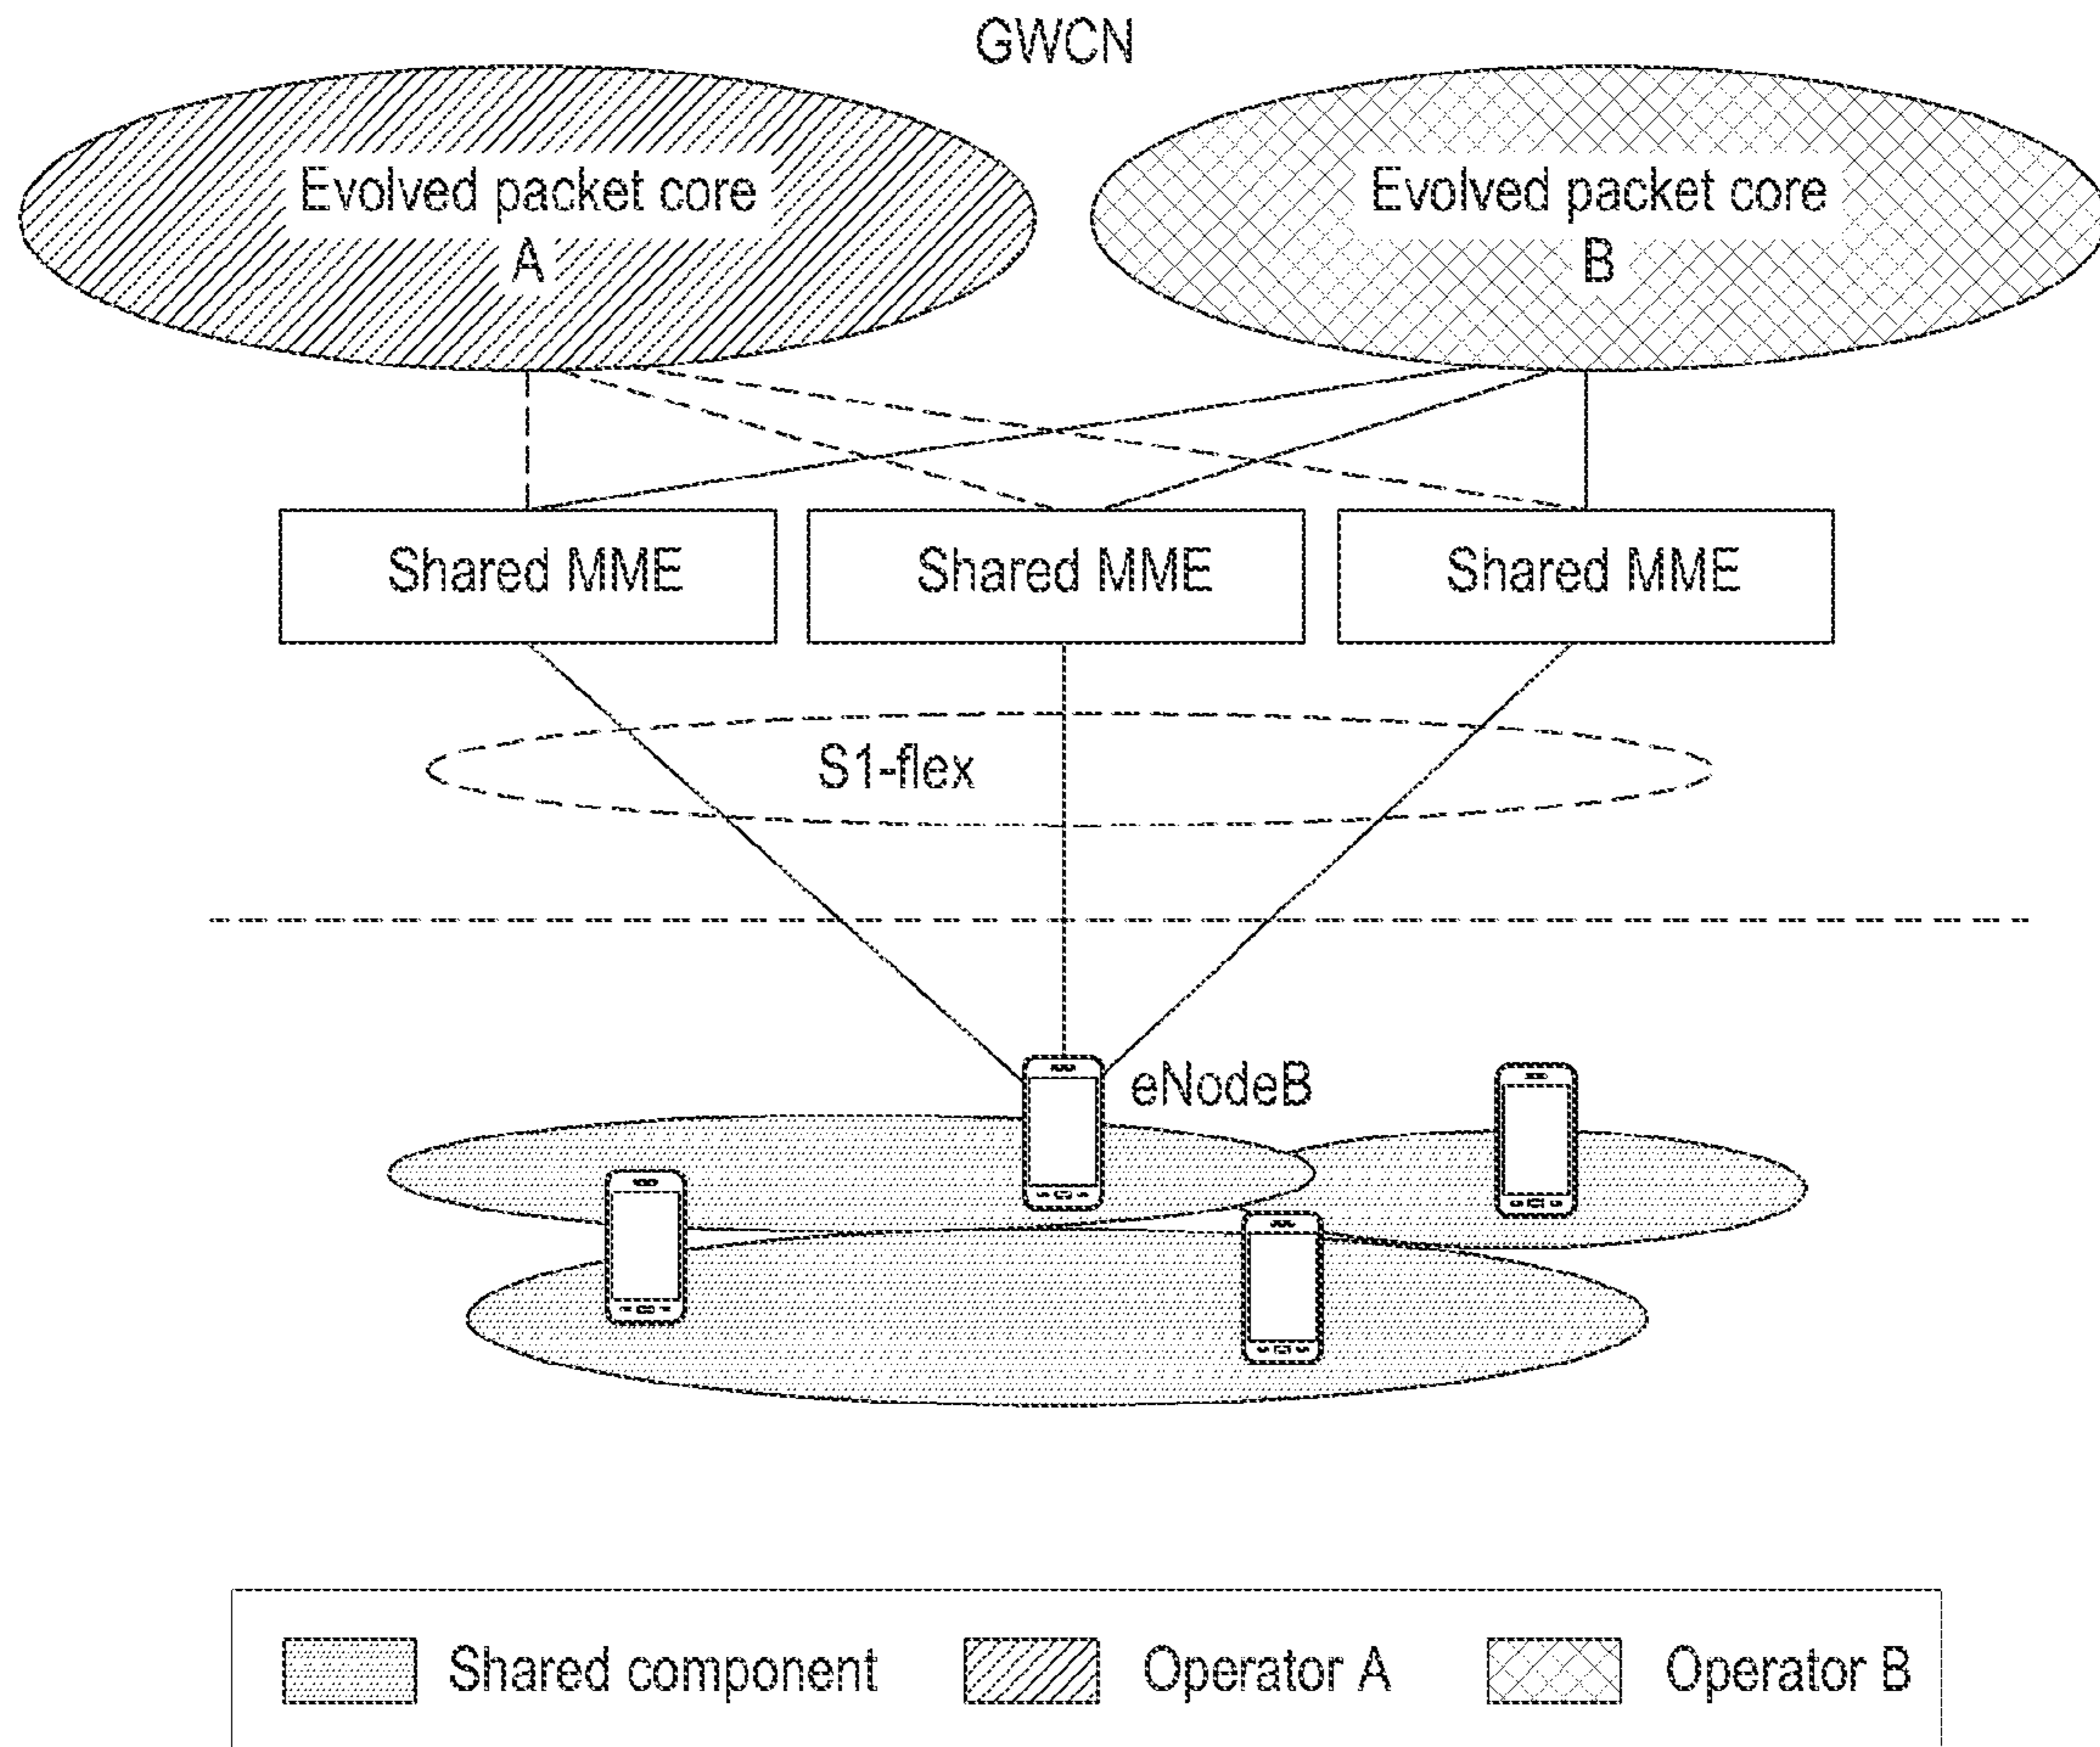 GWCN
Evolved packet core
A
Evolved packet core
B
Shared MME
Shared MME
Shared MME
S1-flex
eNodeB
Shared component
Operator A
Operator B